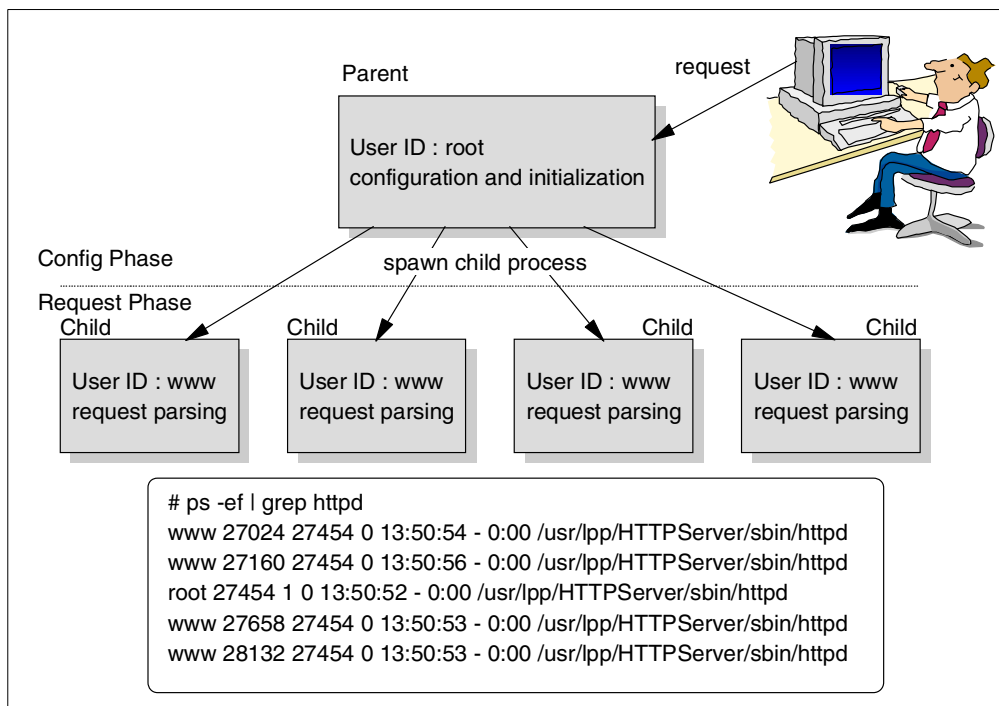 Parent
request
User ID : root
configuration and initialization
Config Phase
spawn child process
Request Phase
Child
Child
Child
Child
User ID : www
request parsing
User ID : www
request parsing
User ID : www
request parsing
User ID : www
request parsing
# ps -ef | grep httpd
www 27024 27454 0 13:50:54 - 0:00 /usr/lpp/HTTPServer/sbin/httpd
www 27160 27454 0 13:50:56 - 0:00 /usr/lpp/HTTPServer/sbin/httpd
root 27454 1 0 13:50:52 - 0:00 /usr/lpp/HTTPServer/sbin/httpd
www 27658 27454 0 13:50:53 - 0:00 /usr/lpp/HTTPServer/sbin/httpd
www 28132 27454 0 13:50:53 - 0:00 /usr/lpp/HTTPServer/sbin/httpd